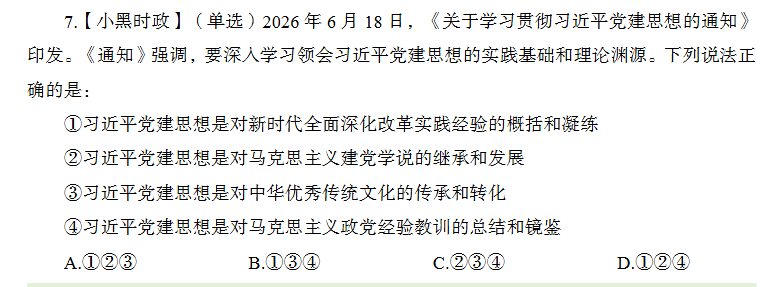 7.【小黑时政】（单选）2026 年 6 月 18 日，《关于学习贯彻习近平党建思想的通知》
印发。《通知》强调，要深入学习领会习近平党建思想的实践基础和理论渊源。下列说法正
确的是：
①习近平党建思想是对新时代全面深化改革实践经验的概括和凝练
②习近平党建思想是对马克思主义建党学说的继承和发展
③习近平党建思想是对中华优秀传统文化的传承和转化
④习近平党建思想是对马克思主义政党经验教训的总结和镜鉴
A.①②③ B.①③④ C.②③④ D.①②④